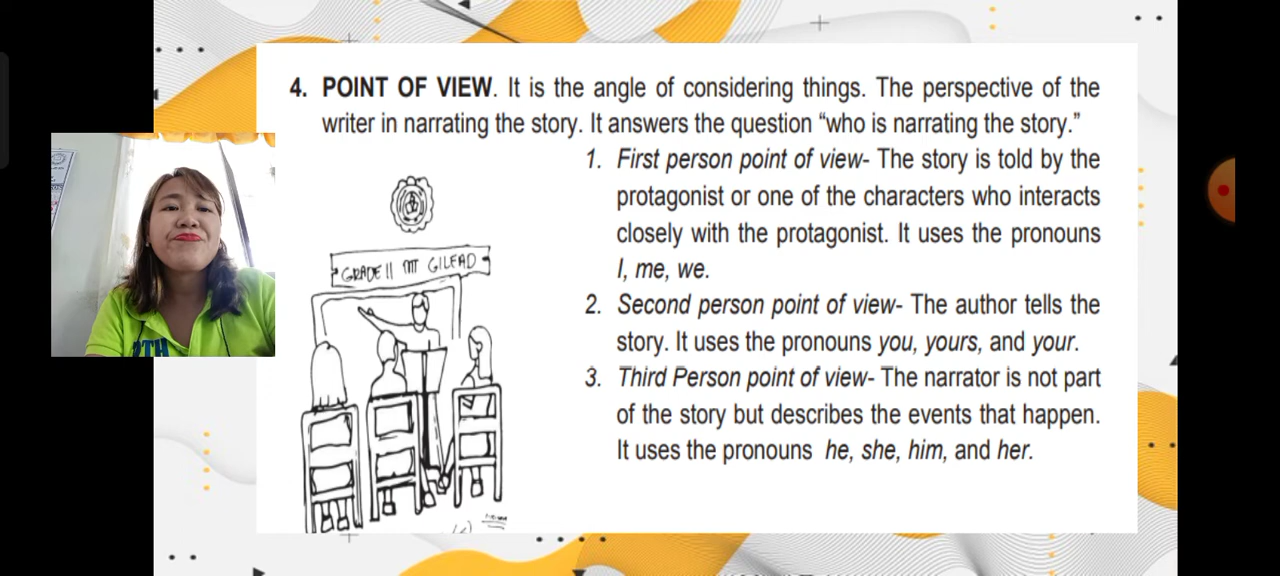 4. POINT OF VIEW. It is the angle of considering things. The perspective of the
writer in narrating the story. It answers the question “who is narrating the story.”
1. First person point of view- The story is told by the
protagonist or one of the characters who interacts
closely with the protagonist. It uses the pronouns
I, me, we.
2. Second person point of view- The author tells the
story. It uses the pronouns you, yours, and your.
3. Third Person point of view- The narrator is not part
of the story but describes the events that happen.
It uses the pronouns he, she, him, and her.
GRADE 11 MT GILEAD